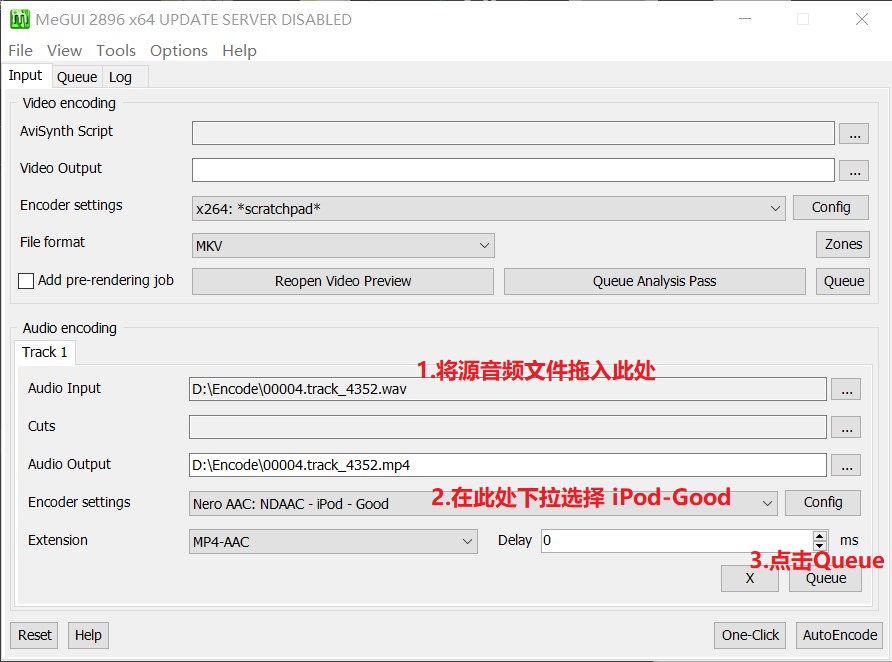 MeGUI 2896 x64 UPDATE SERVER DISABLED
File View Tools Options Help
Input Queue Log
Video encoding
AviSynth Script ...
Video Output ...
Encoder settings x264: *scratchpad* Config
File format MKV Zones
Add pre-rendering job Reopen Video Preview Queue Analysis Pass Queue
Audio encoding
Track 1
1.将源音频文件拖入此处
Audio Input D:\Encode\00004.track_4352.wav ...
Cuts ...
Audio Output D:\Encode\00004.track_4352.mp4 ...
Encoder settings Nero AAC: NDAAC - iPod - Good 2.在此处下拉选择 iPod-Good Config
Extension MP4-AAC Delay 0 ms
3.点击Queue
X Queue
Reset Help One-Click AutoEncode